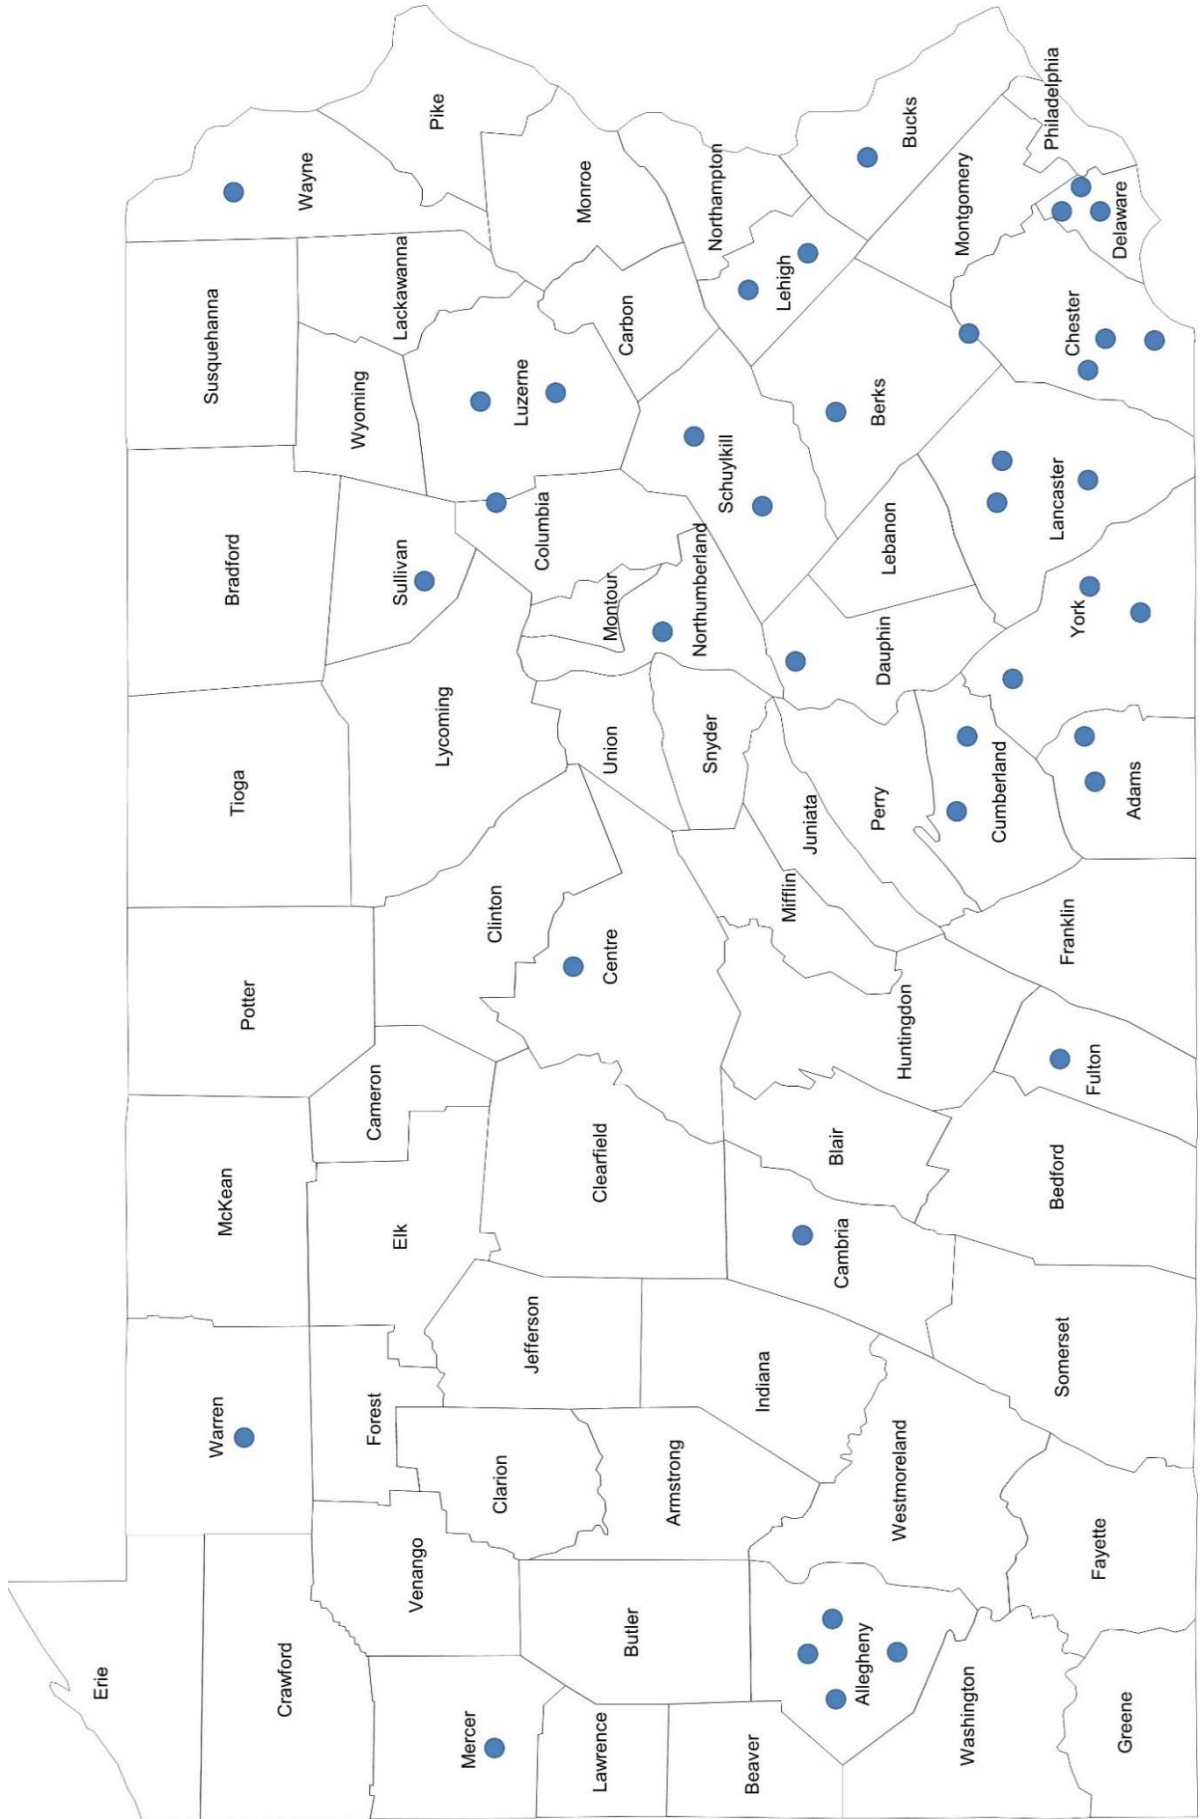 Erie
Crawford
Warren
McKean
Potter
Tioga
Bradford
Susquehanna
Wayne
Mercer
Venango
Forest
Elk
Cameron
Clinton
Lycoming
Sullivan
Wyoming
Lackawanna
Pike
Lawrence
Butler
Clarion
Jefferson
Clearfield
Centre
Union
Montour
Columbia
Luzerne
Monroe
Carbon
Beaver
Armstrong
Indiana
Cambria
Blair
Huntingdon
Mifflin
Juniata
Snyder
Northumberland
Schuylkill
Lehigh
Northampton
Allegheny
Westmoreland
Perry
Dauphin
Lebanon
Berks
Bucks
Montgomery
Washington
Greene
Fayette
Somerset
Bedford
Fulton
Franklin
Cumberland
Adams
York
Lancaster
Chester
Delaware
Philadelphia